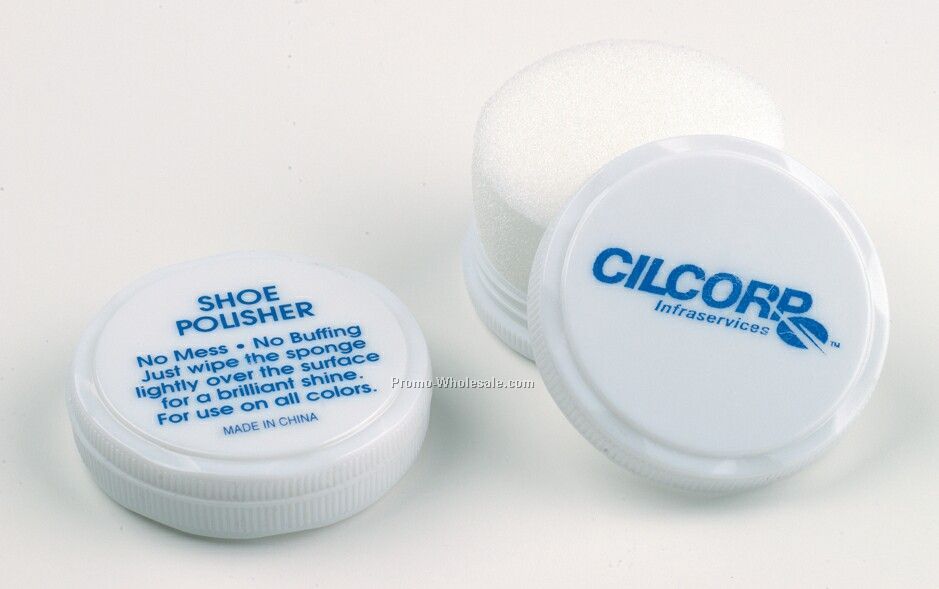 SHOE
POLISHER
No Mess • No Buffing
Just wipe the sponge
lightly over the surface
for a brilliant shine.
For use on all colors.
MADE IN CHINA
CILCORP
Infraservices
TM
Promo-Wholesale.com